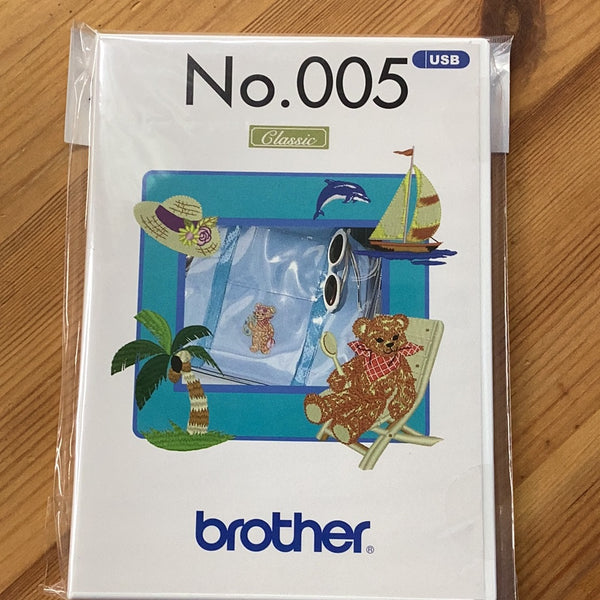 No.005
USB
Classic
brother®